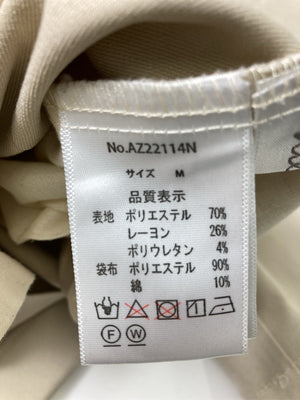 No.AZ22114N
サイズ M
品質表示
表地 ポリエステル 70%
レーヨン 26%
ポリウレタン 4%
袋布 ポリエステル 90%
綿 10%
F W